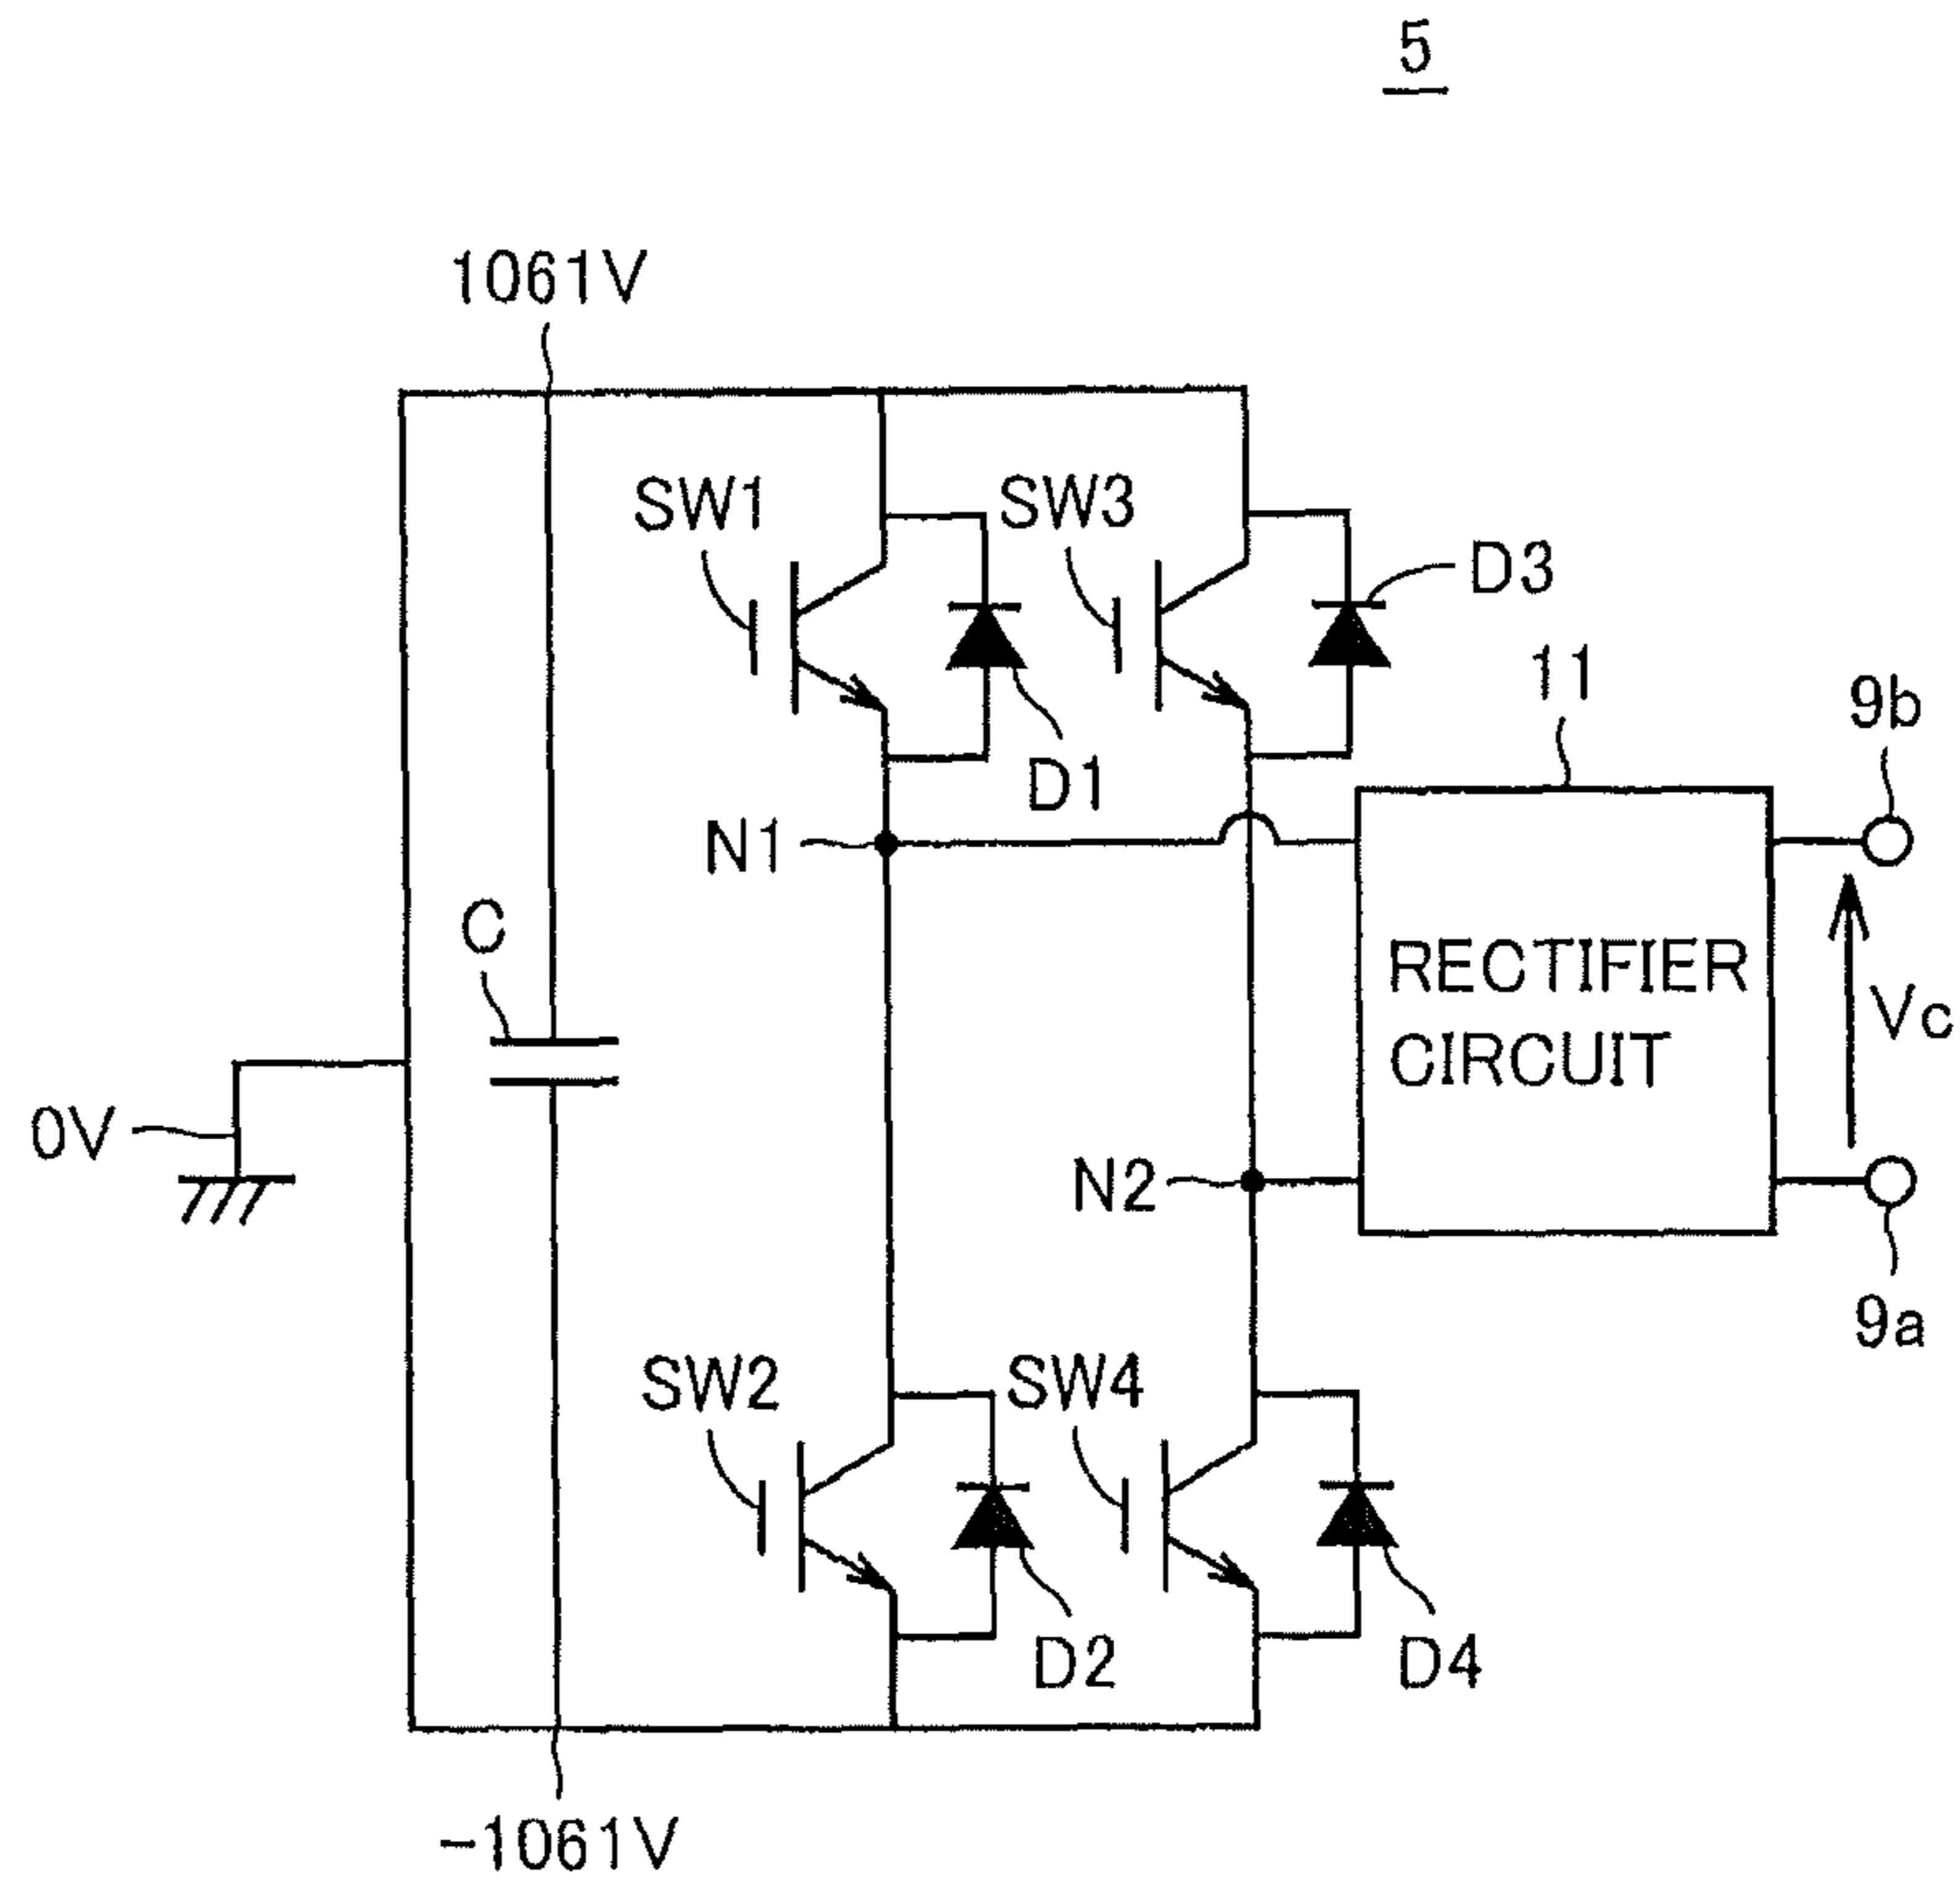 5
1061V
SW1
SW3
D3
11
9b
D1
N1
C
RECTIFIER
CIRCUIT
Vc
0V
N2
9a
SW2
SW4
D2
D4
-1061V